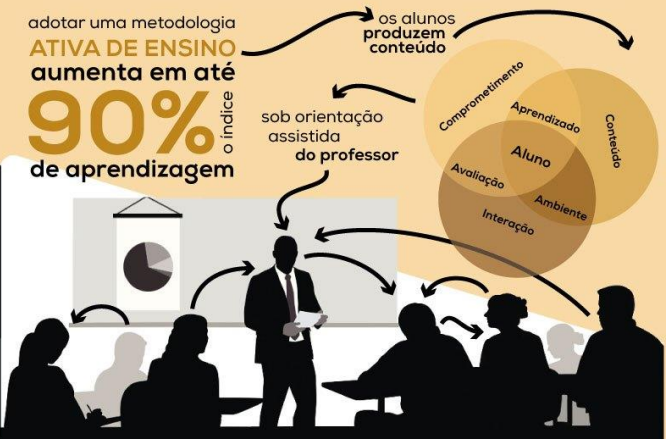 adotar uma metodologia
ATIVA DE ENSINO
aumenta em até
90% o índice
de aprendizagem
os alunos
produzem
conteúdo
sob orientação
assistida
do professor
Comprometimento
Aprendizado
Conteúdo
Aluno
Avaliação
Ambiente
Interação